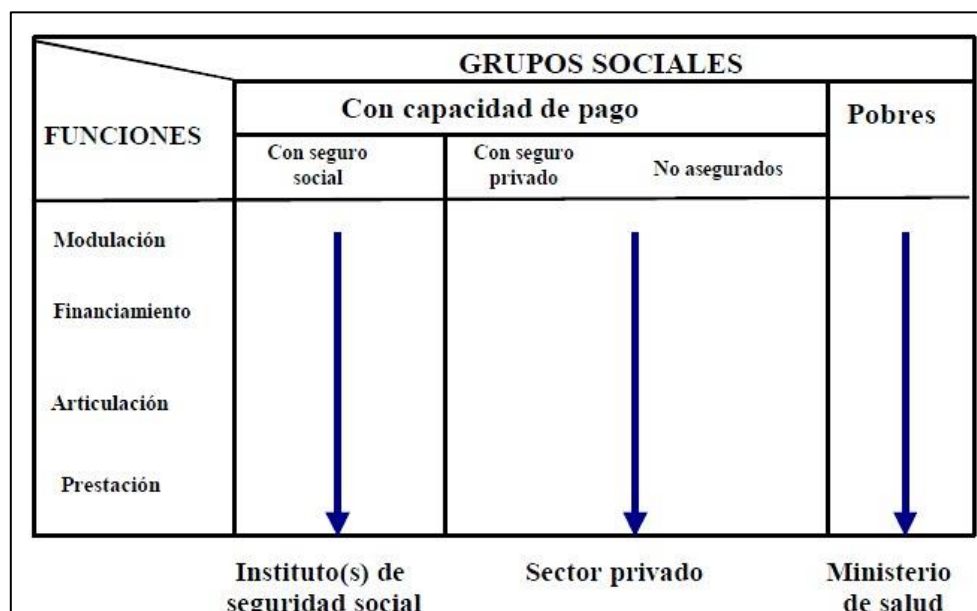 GRUPOS SOCIALES
FUNCIONES
Con capacidad de pago
Pobres
Con seguro
social
Con seguro
privado
No asegurados
Modulación
Financiamiento
Articulación
Prestación
Instituto(s) de
seguridad social
Sector privado
Ministerio
de salud